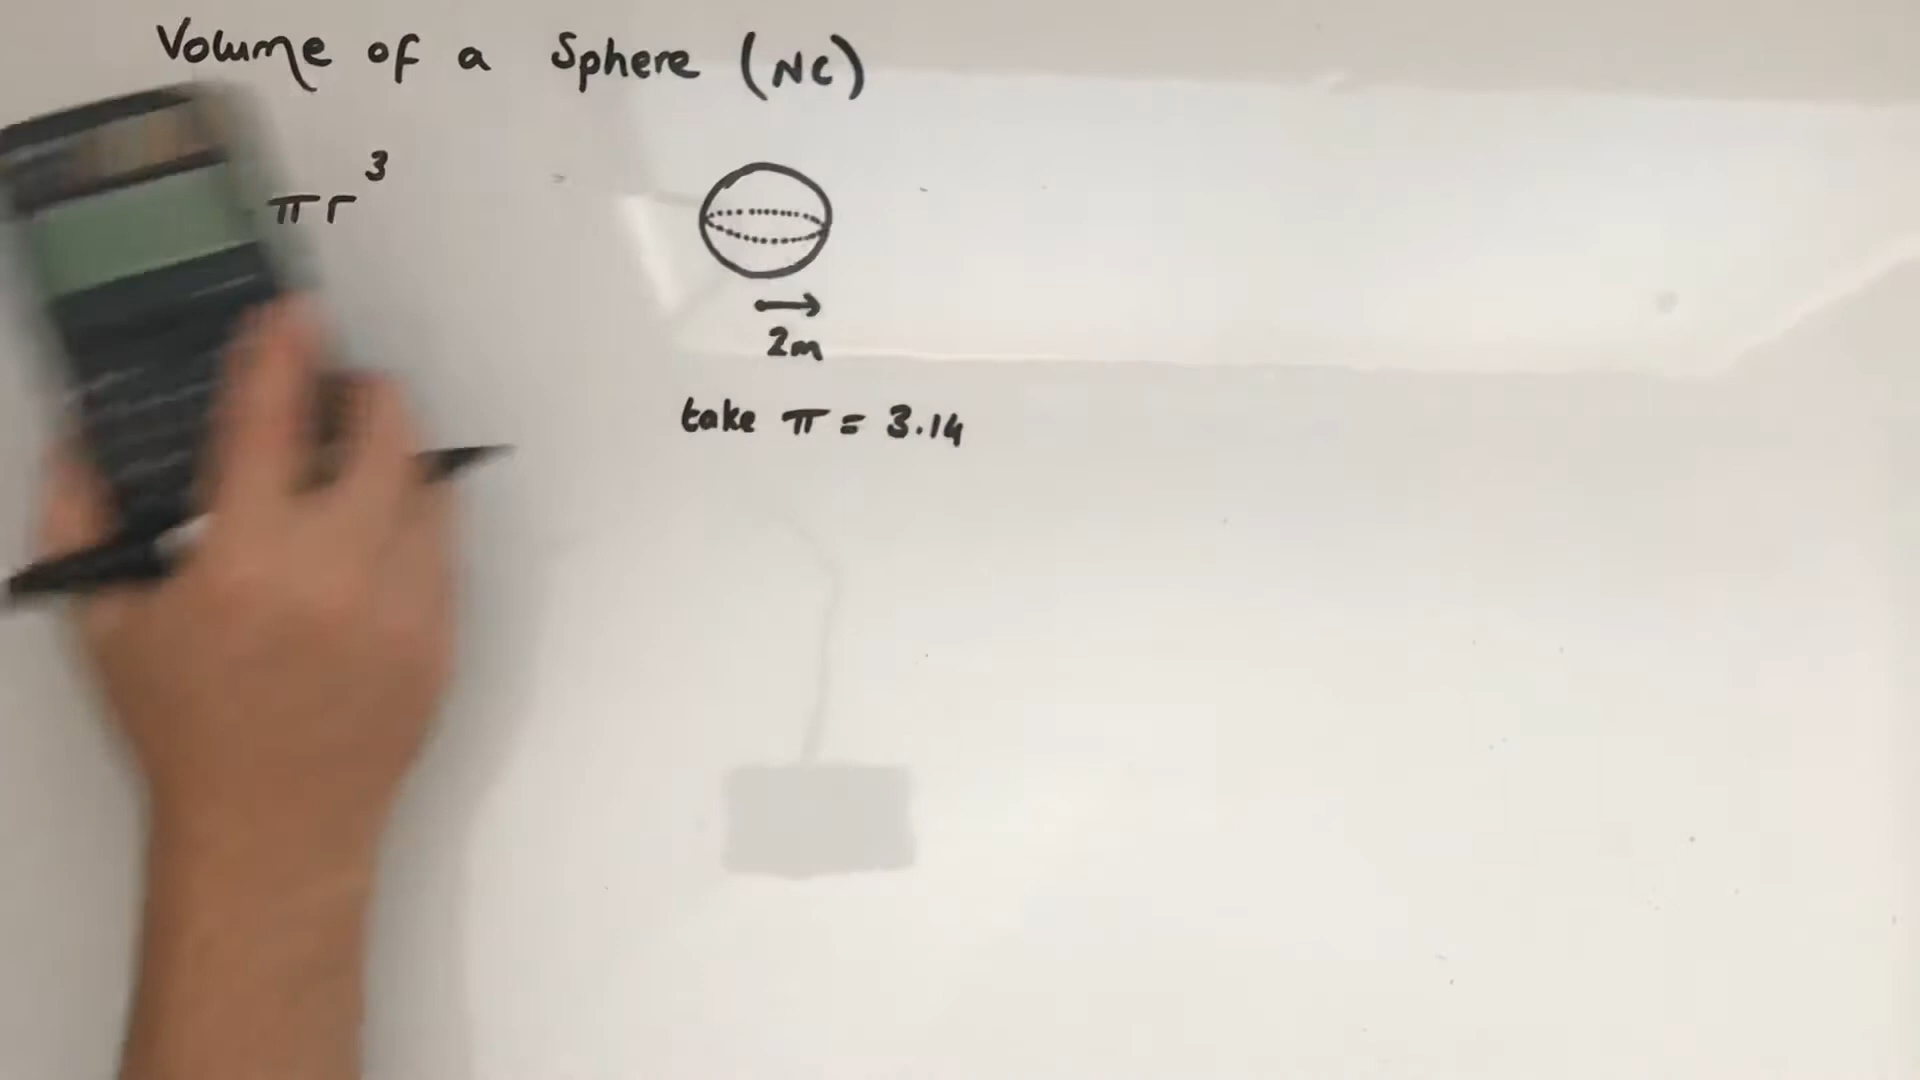 Volume of a Sphere (NC)
πr³
2m
take π = 3.14